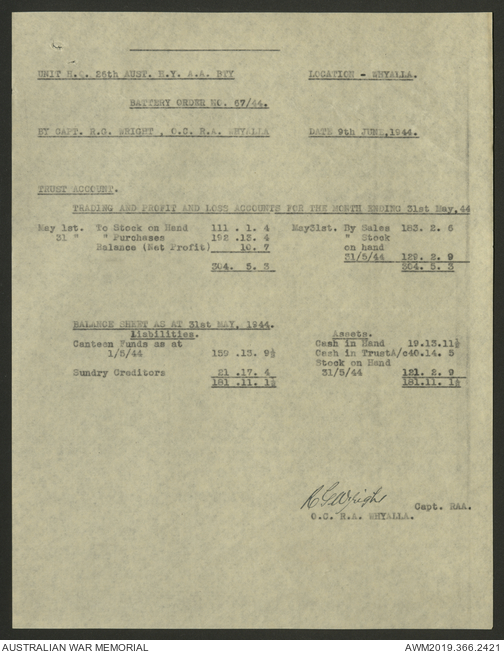 UNIT H.Q. 26th AUST. H.Y. A.A. BTY LOCATION - WHYALLA.
BATTERY ORDER NO. 67/44.
BY CAPT. R.G. WRIGHT , O.C. R.A. WHYALLA DATE 9th JUNE,1944.
TRUST ACCOUNT.
TRADING AND PROFIT AND LOSS ACCOUNTS FOR THE MONTH ENDING 31st May,44
May 1st. To Stock on Hand 111 . 1. 4 May31st. By Sales 183. 2. 6
31 " " Purchases 192 .13. 4 " Stock
Balance (Net Profit) 10. 7 on hand
31/5/44 129. 2. 9
304. 5. 3 304. 5. 3
BALANCE SHEET AS AT 31st MAY, 1944.
Liabilities. Assets.
Canteen Funds as at Cash in Hand 19.13.11½
1/5/44 159 .13. 9½ Cash in TrustA/c40.14. 5
Stock on Hand
Sundry Creditors 21 .17. 4 31/5/44 121. 2. 9
181 .11. 1½ 181.11. 1½
R G Wright Capt. RAA.
O.C. R.A. WHYALLA.
AUSTRALIAN WAR MEMORIAL AWM2019.366.2421